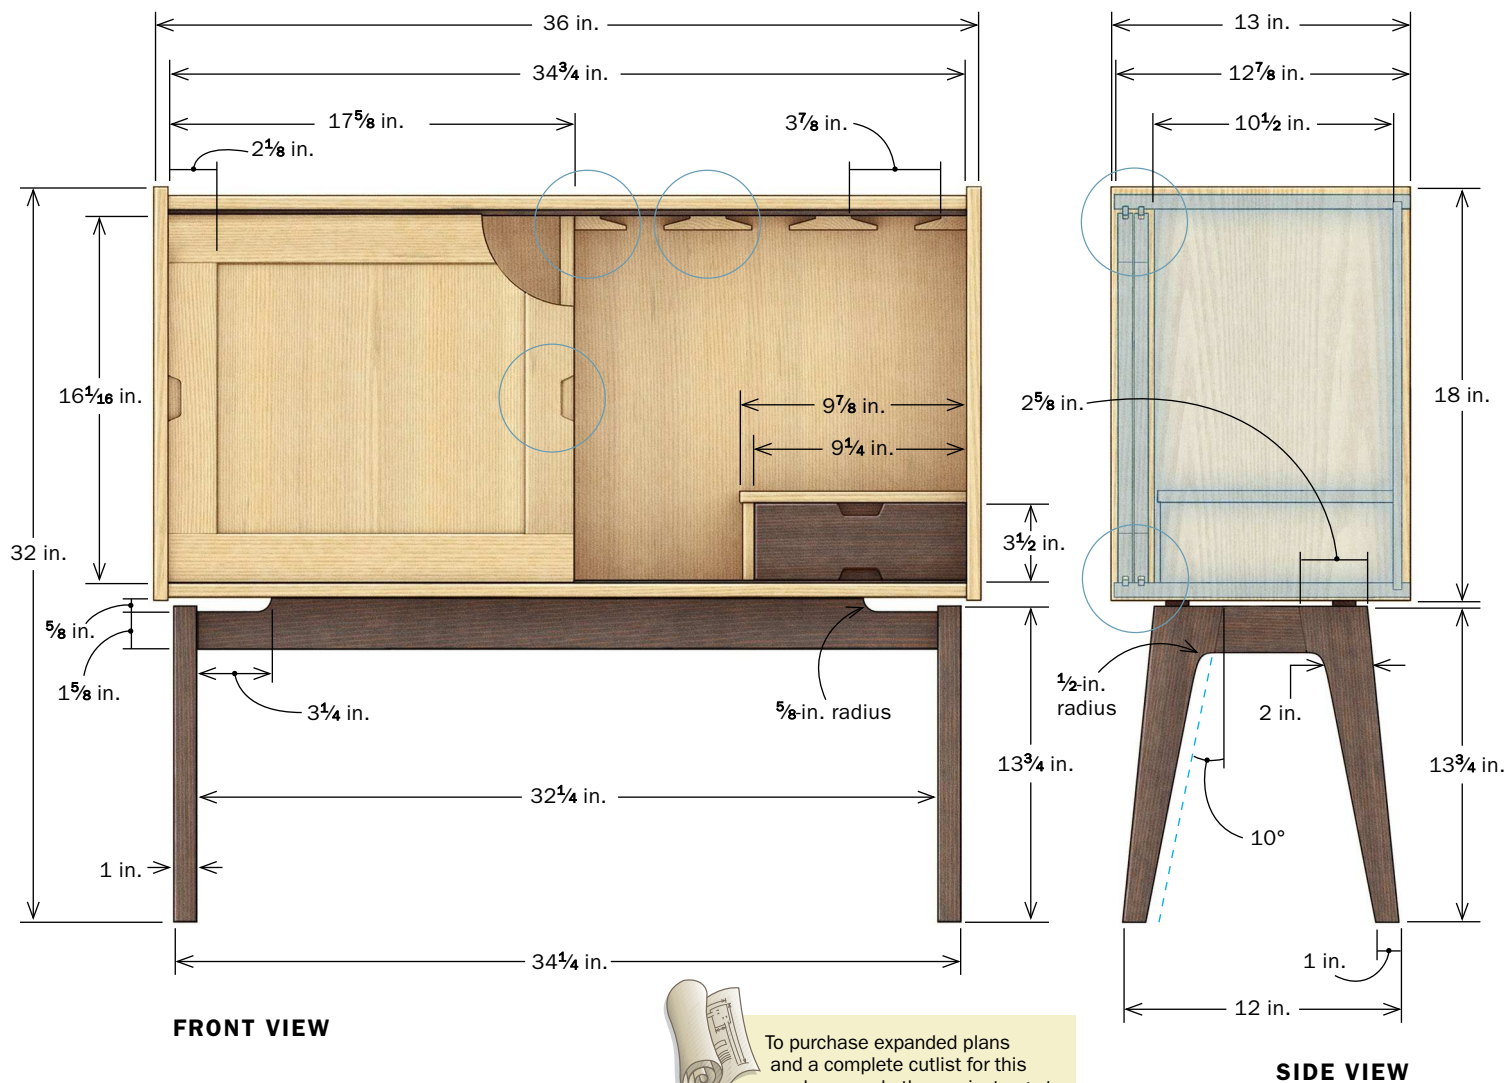 36 in.
34¾ in.
17⅝ in.
3⅞ in.
2⅛ in.
13 in.
12⅞ in.
10½ in.
16 1⁄16 in.
9⅞ in.
9¼ in.
2⅝ in.
18 in.
32 in.
3½ in.
⅝ in.
1⅝ in.
3¼ in.
⅝-in. radius
½-in.
radius
2 in.
13¾ in.
13¾ in.
32¼ in.
10°
1 in.
34¼ in.
1 in.
12 in.
FRONT VIEW
SIDE VIEW
To purchase expanded plans
and a complete cutlist for this